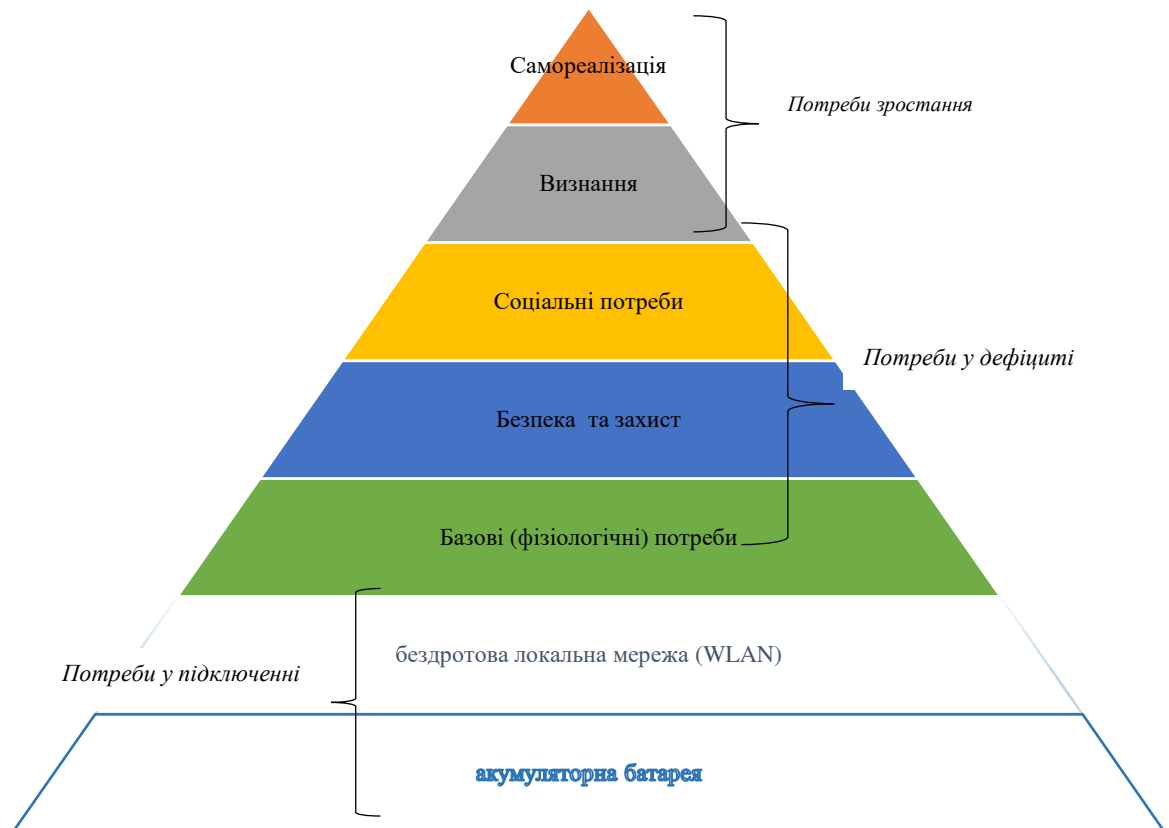 Самореалізація
Потреби зростання
Визнання
Соціальні потреби
Потреби у дефіциті
Безпека  та захист
Базові (фізіологічні) потреби
бездротова локальна мережа (WLAN)
Потреби у підключенні
акумуляторна батарея